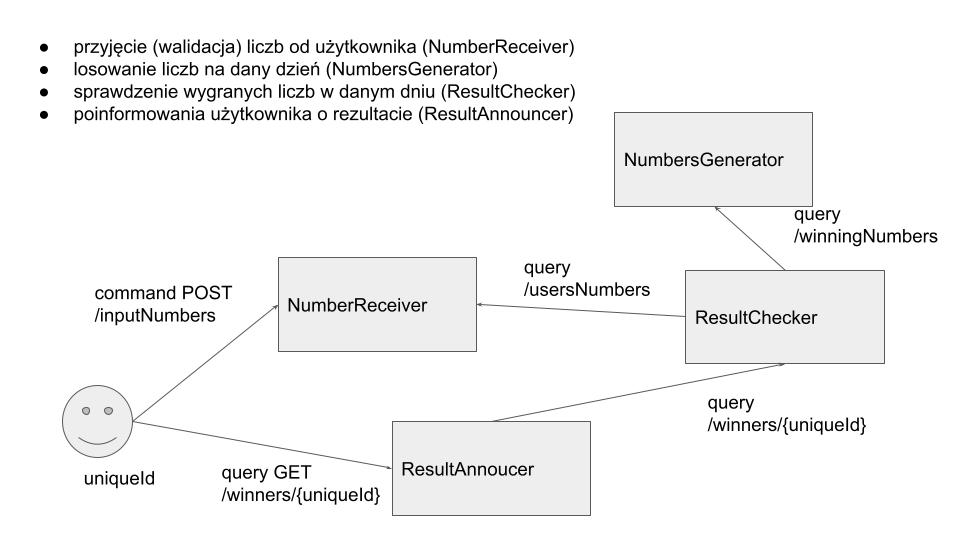 ● przyjęcie (walidacja) liczb od użytkownika (NumberReceiver)
● losowanie liczb na dany dzień (NumbersGenerator)
● sprawdzenie wygranych liczb w danym dniu (ResultChecker)
● poinformowania użytkownika o rezultacie (ResultAnnouncer)
NumbersGenerator
query
/winningNumbers
query
/usersNumbers
command POST
/inputNumbers
NumberReceiver
ResultChecker
query
/winners/{uniqueId}
uniqueId
query GET
/winners/{uniqueId}
ResultAnnoucer